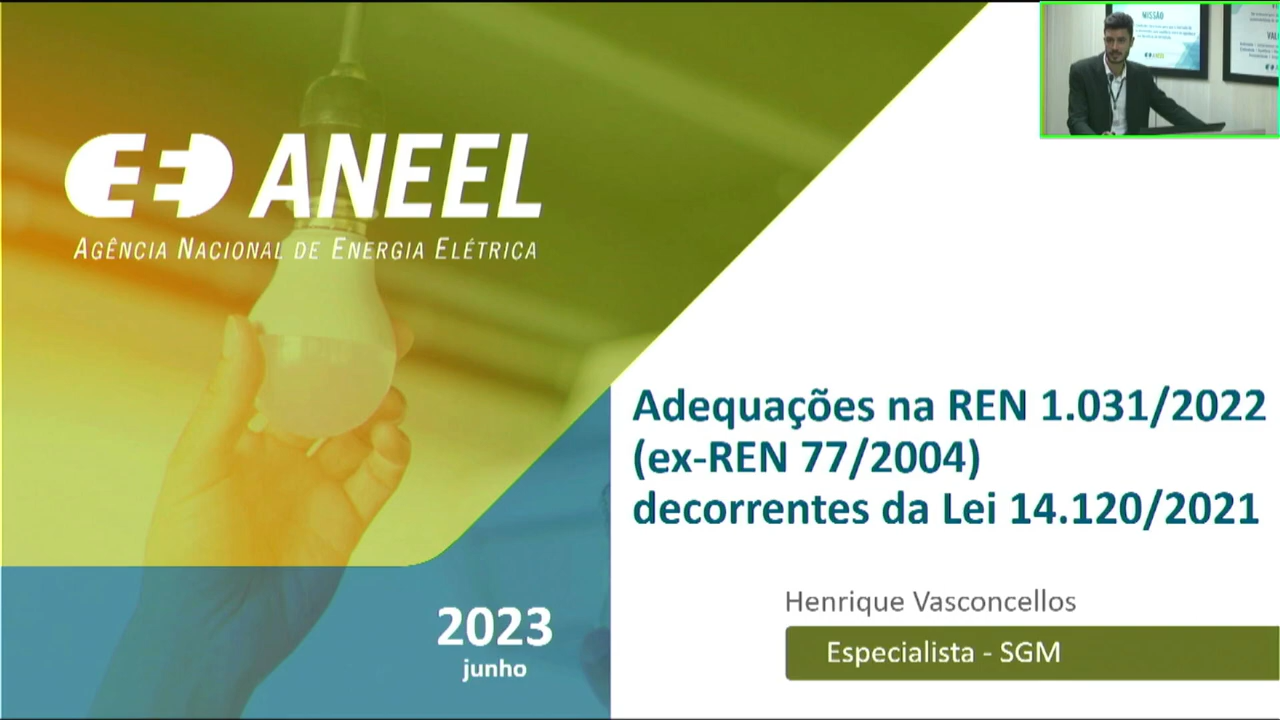 ANEEL
AGÊNCIA NACIONAL DE ENERGIA ELÉTRICA
Adequações na REN 1.031/2022
(ex-REN 77/2004)
decorrentes da Lei 14.120/2021
Henrique Vasconcellos
Especialista - SGM
2023
junho
MISSÃO
ANEEL